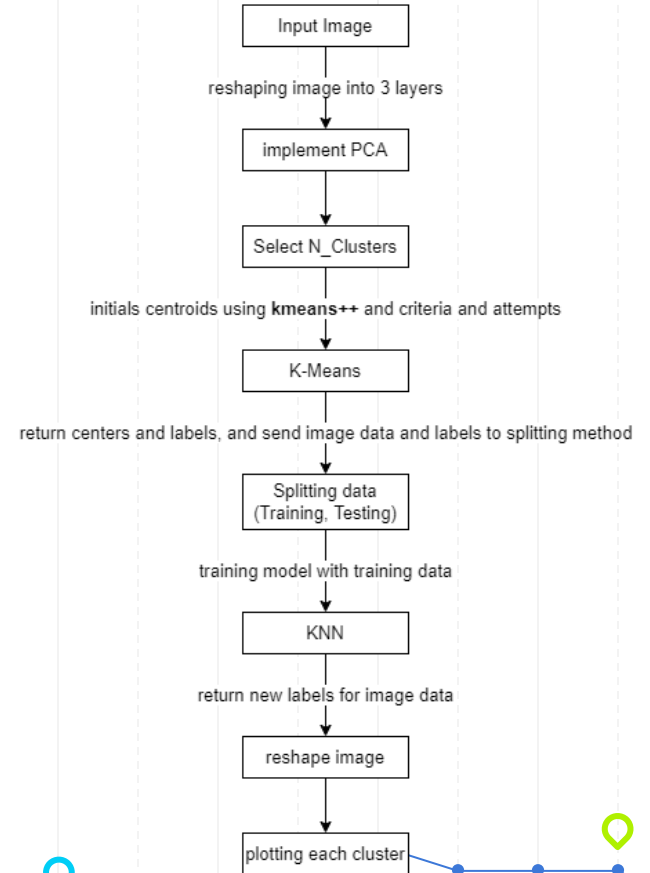 Input Image
reshaping image into 3 layers
implement PCA
Select N_Clusters
initials centroids using kmeans++ and criteria and attempts
K-Means
return centers and labels, and send image data and labels to splitting method
Splitting data
(Training, Testing)
training model with training data
KNN
return new labels for image data
reshape image
plotting each cluster